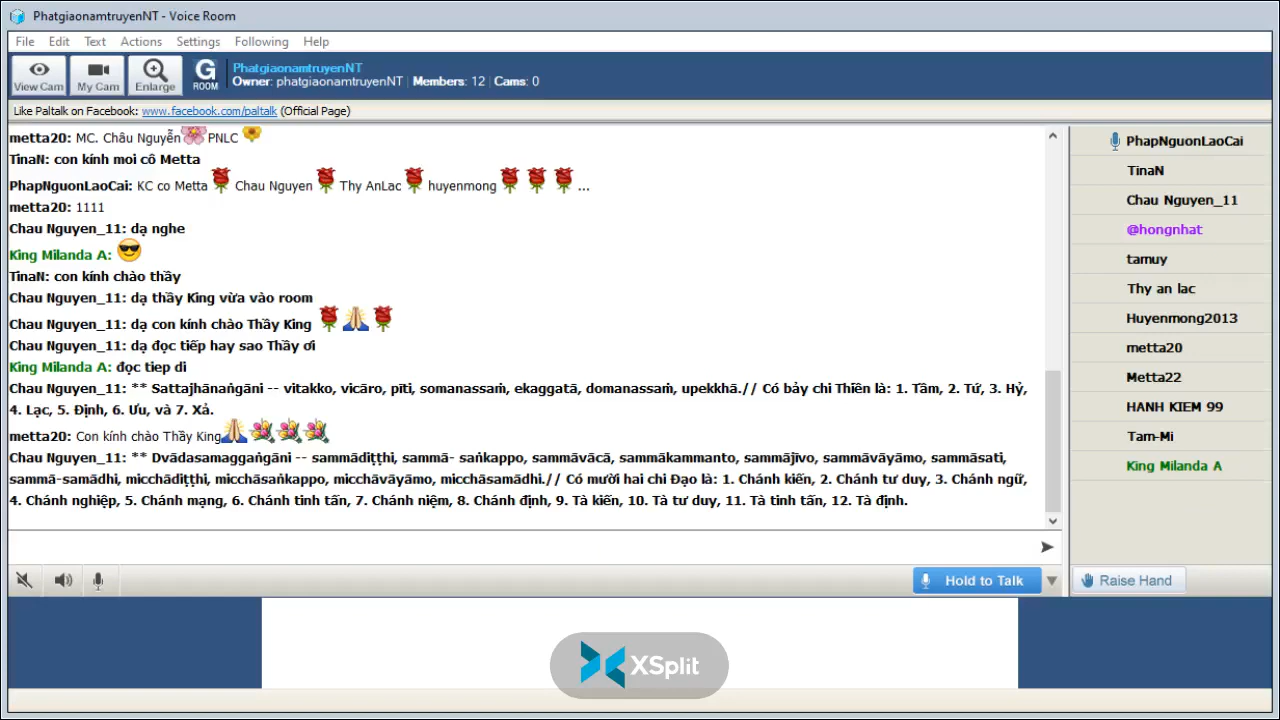 PhatgiaonamtruyenNT - Voice Room
File Edit Text Actions Settings Following Help
View Cam My Cam Enlarge G ROOM
PhatgiaonamtruyenNT
Owner: phatgiaonamtruyenNT Members: 12 Cams: 0
Like Paltalk on Facebook: www.facebook.com/paltalk (Official Page)
metta20: MC. Châu Nguyễn PNLC
TinaN: con kính moi cô Metta
PhapNguonLaoCai: KC co Metta Chau Nguyen Thy AnLac huyenmong ...
metta20: 1111
Chau Nguyen_11: dạ nghe
King Milanda A:
TinaN: con kính chào thầy
Chau Nguyen_11: dạ thầy King vừa vào room
Chau Nguyen_11: dạ con kính chào Thầy King
Chau Nguyen_11: dạ đọc tiếp hay sao Thầy ơi
King Milanda A: đọc tiep di
Chau Nguyen_11: ** Sattajhānaṅgāni -- vitakko, vicāro, pīti, somanassaṁ, ekaggatā, domanassaṁ, upekkhā.// Có bảy chi Thiền là: 1. Tầm, 2. Tứ, 3. Hỷ,
4. Lạc, 5. Định, 6. Ưu, và 7. Xả.
metta20: Con kính chào Thầy King
Chau Nguyen_11: ** Dvādasamaggaṅgāni -- sammādiṭṭhi, sammā- saṅkappo, sammāvācā, sammākammanto, sammājīvo, sammāvāyāmo, sammāsati,
sammā-samādhi, micchādiṭṭhi, micchāsaṅkappo, micchāvāyāmo, micchāsamādhi.// Có mười hai chi Đạo là: 1. Chánh kiến, 2. Chánh tư duy, 3. Chánh ngữ,
4. Chánh nghiệp, 5. Chánh mạng, 6. Chánh tinh tấn, 7. Chánh niệm, 8. Chánh định, 9. Tà kiến, 10. Tà tư duy, 11. Tà tinh tấn, 12. Tà định.
Hold to Talk
PhapNguonLaoCai
TinaN
Chau Nguyen_11
@hongnhat
tamuy
Thy an lac
Huyenmong2013
metta20
Metta22
HANH KIEM 99
Tam-Mi
King Milanda A
Raise Hand
XSplit